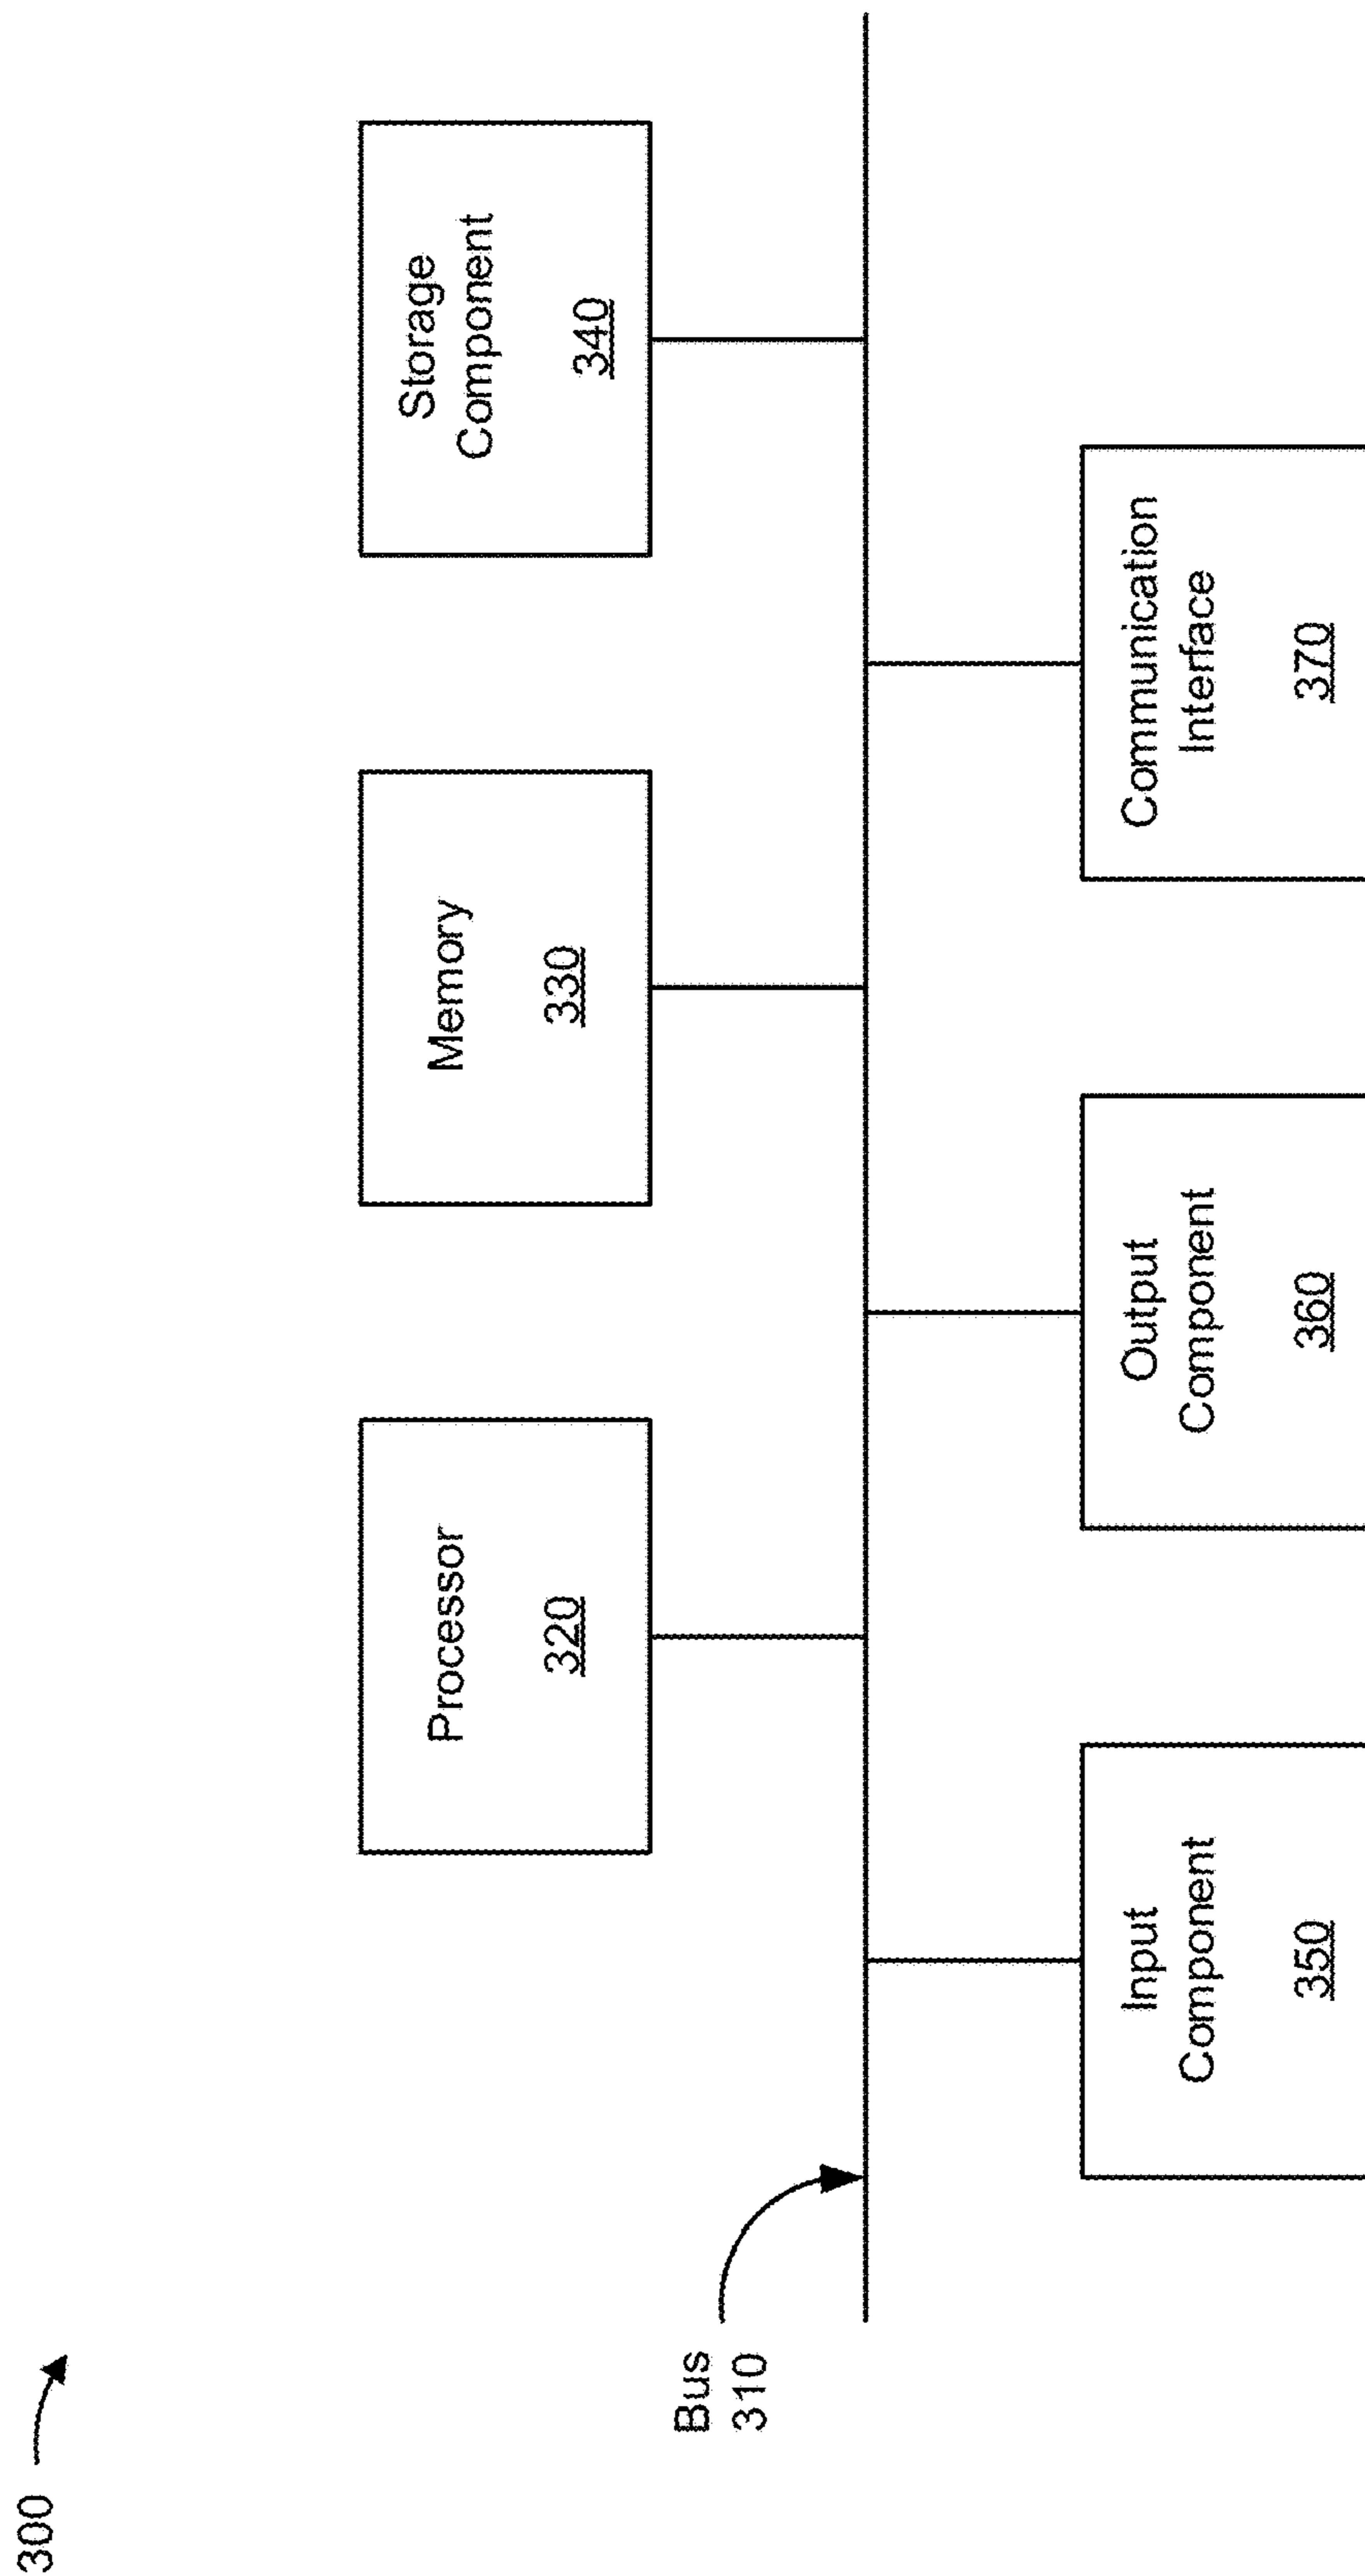 300
Processor
320
Memory
330
Storage
Component
340
Bus
310
Input
Component
350
Output
Component
360
Communication
Interface
370